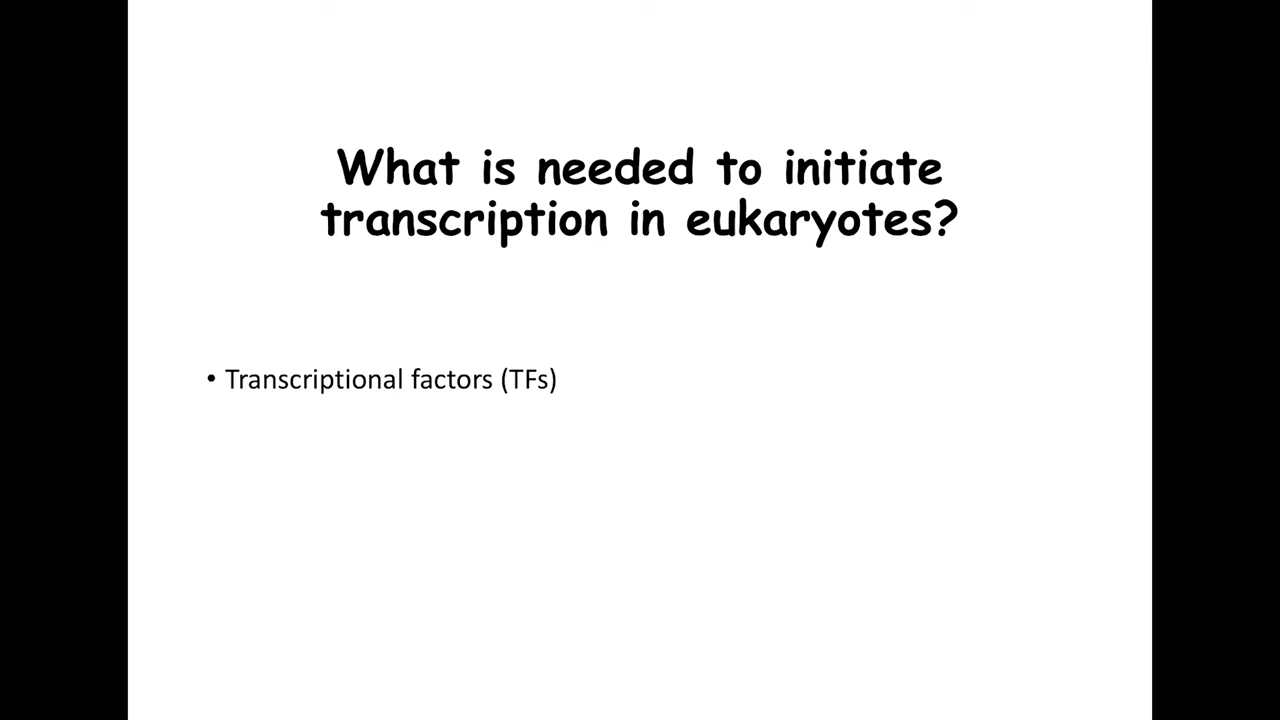 What is needed to initiate
transcription in eukaryotes?
• Transcriptional factors (TFs)